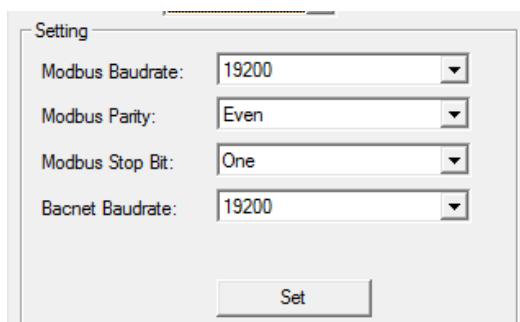 Setting
Modbus Baudrate: 19200
Modbus Parity: Even
Modbus Stop Bit: One
Bacnet Baudrate: 19200
Set